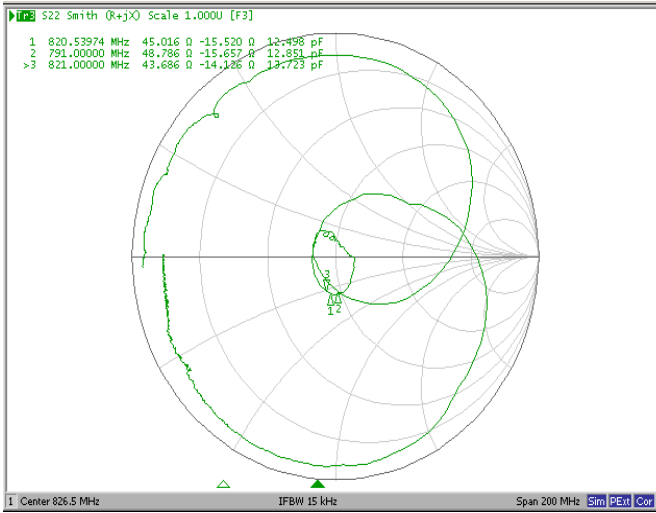 Tr3 S22 Smith (R+jX) Scale 1.000U [F3]
1 820.53974 MHz 45.016 Ω -15.520 Ω 12.498 pF
2 791.00000 MHz 48.786 Ω -15.657 Ω 12.851 pF
>3 821.00000 MHz 43.686 Ω -14.126 Ω 13.723 pF
3
1 2
1 Center 826.5 MHz IFBW 15 kHz Span 200 MHz Sim PExt Cor